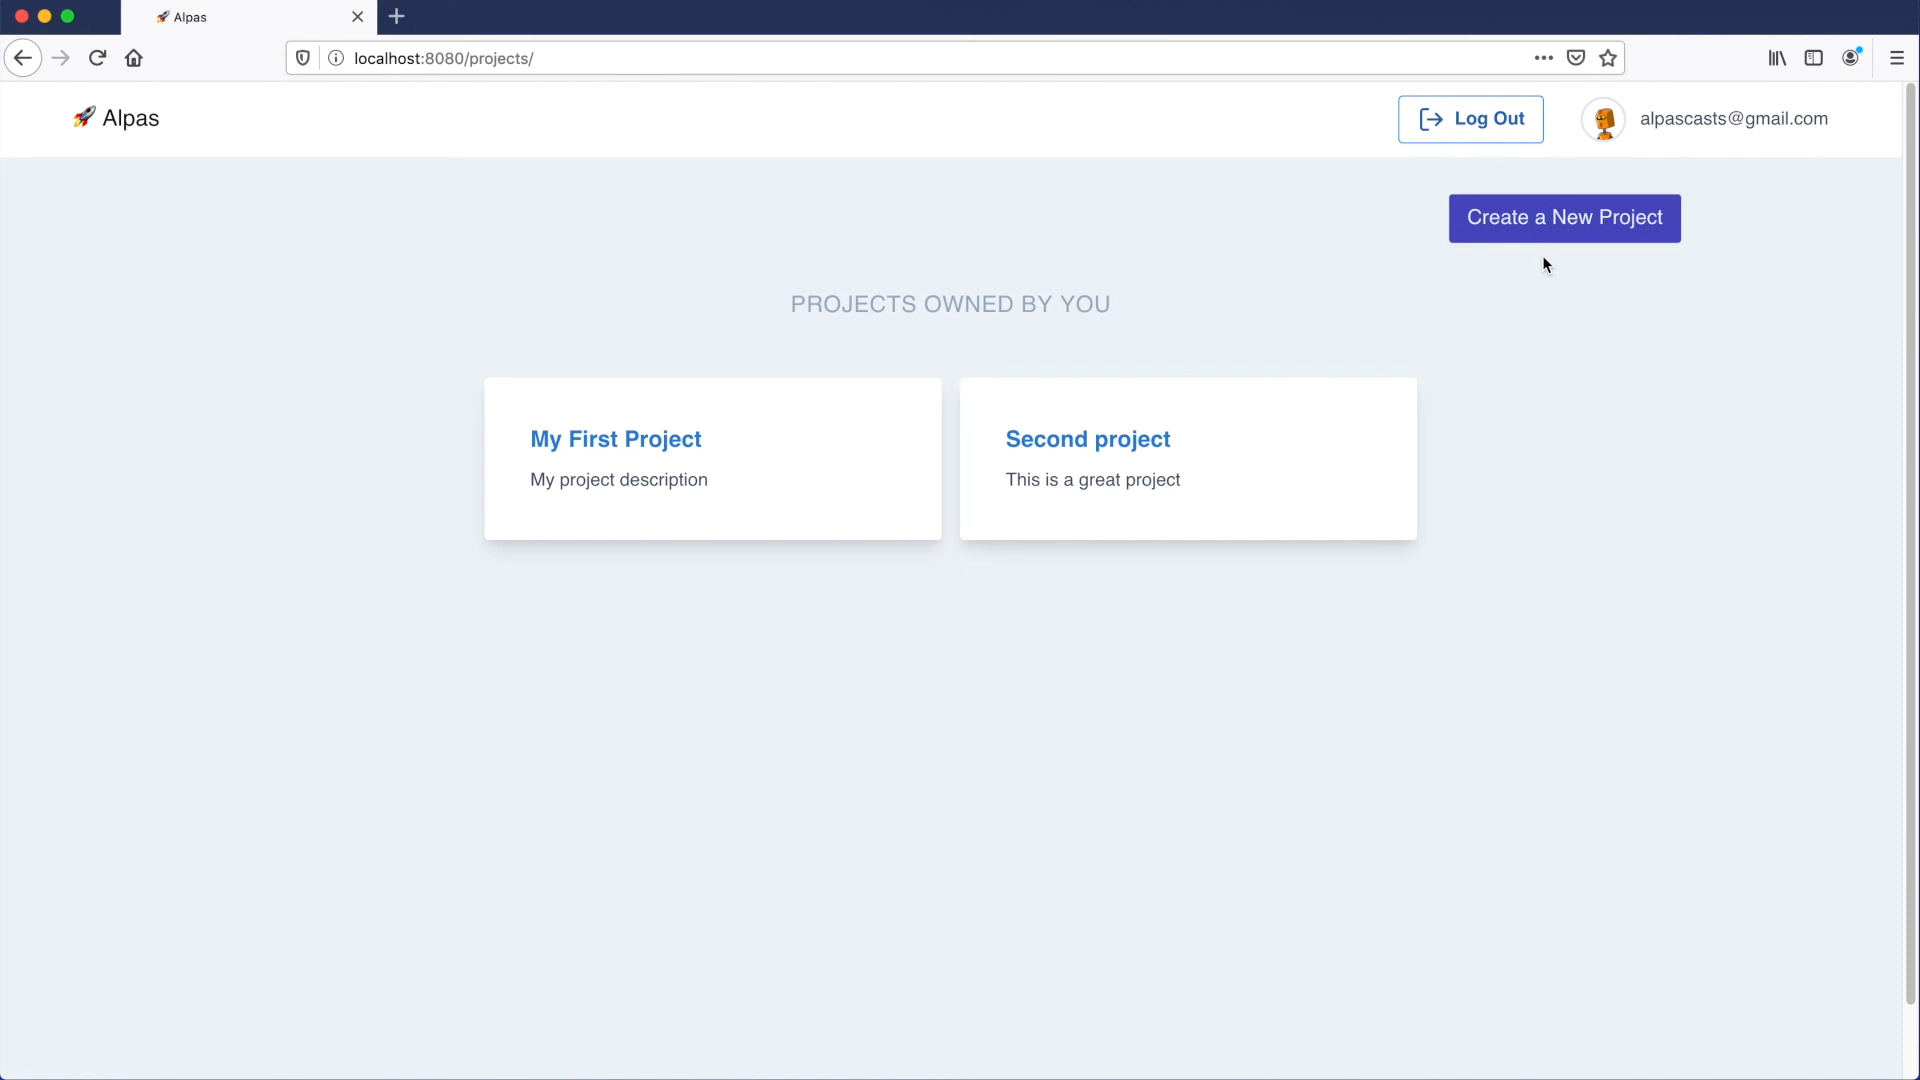 🚀 Alpas
localhost:8080/projects/
🚀 Alpas
Log Out
alpascasts@gmail.com
Create a New Project
PROJECTS OWNED BY YOU
My First Project
My project description
Second project
This is a great project